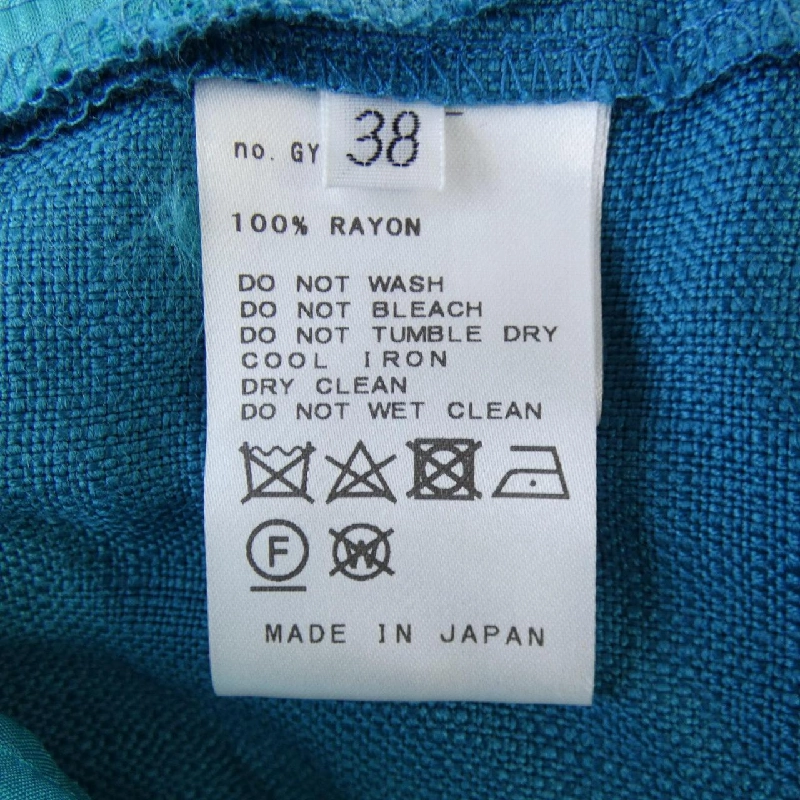 38
no. GY
100% RAYON
DO NOT WASH
DO NOT BLEACH
DO NOT TUMBLE DRY
COOL IRON
DRY CLEAN
DO NOT WET CLEAN
F W
MADE IN JAPAN